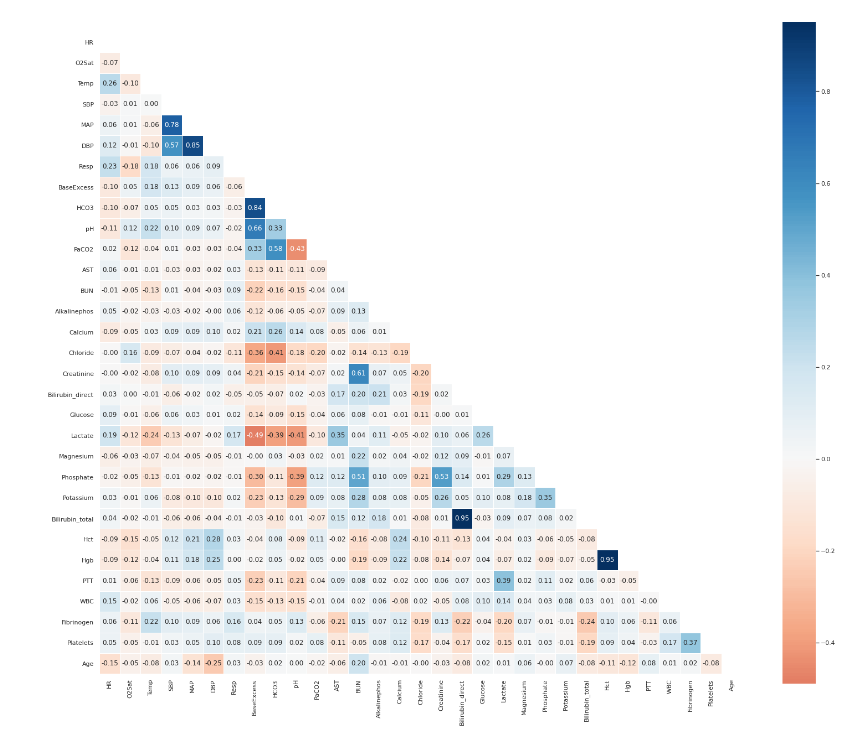 HR
O2Sat -0.07
Temp 0.26 -0.10
SBP -0.03 0.01 0.00
MAP 0.06 0.01 -0.06 0.78
DBP 0.12 -0.01 -0.10 0.57 0.85
Resp 0.23 -0.18 0.18 0.06 0.06 0.09
BaseExcess -0.10 0.05 0.18 0.13 0.09 0.06 -0.06
HCO3 -0.10 -0.07 0.05 0.05 0.03 0.03 -0.03 0.84
pH -0.11 0.12 0.22 0.10 0.09 0.07 -0.02 0.66 0.33
PaCO2 0.02 -0.12 -0.04 0.01 -0.03 -0.03 -0.04 0.33 0.58 -0.43
AST 0.06 -0.01 -0.01 -0.03 -0.03 -0.02 0.03 -0.13 -0.11 -0.11 -0.09
BUN -0.01 -0.05 -0.13 0.01 -0.04 -0.03 0.09 -0.22 -0.16 -0.15 -0.04 0.04
Alkalinephos 0.05 -0.02 -0.03 -0.03 -0.02 -0.00 0.06 -0.12 -0.06 -0.05 -0.07 0.09 0.13
Calcium -0.09 -0.05 0.03 0.09 0.09 0.10 0.02 0.21 0.26 0.14 0.08 -0.05 0.06 0.01
Chloride -0.00 0.16 -0.09 -0.07 -0.04 -0.02 -0.11 -0.36 -0.41 -0.18 -0.20 -0.02 -0.14 -0.13 -0.19
Creatinine -0.00 -0.02 -0.08 0.10 0.09 0.09 0.04 -0.21 -0.15 -0.14 -0.07 0.02 0.61 0.07 0.05 -0.20
Bilirubin_direct 0.03 0.00 -0.01 -0.06 -0.02 0.02 -0.05 -0.05 -0.07 0.02 -0.03 0.17 0.20 0.21 0.03 -0.19 0.02
Glucose 0.09 -0.01 -0.06 0.06 0.03 0.01 0.02 -0.14 -0.09 -0.15 -0.04 0.06 0.08 -0.01 -0.01 -0.11 -0.00 0.01
Lactate 0.19 -0.12 -0.24 -0.13 -0.07 -0.02 0.17 -0.49 -0.39 -0.41 -0.10 0.35 0.04 0.11 -0.05 -0.02 0.10 0.06 0.26
Magnesium -0.06 -0.03 -0.07 -0.04 -0.05 -0.05 -0.01 -0.00 0.03 -0.03 0.02 0.01 0.22 0.02 0.04 -0.02 0.12 0.09 -0.01 0.07
Phosphate 0.02 -0.05 -0.13 0.01 -0.02 -0.02 -0.01 -0.30 -0.11 -0.39 0.12 0.12 0.51 0.10 0.09 -0.21 0.53 0.14 0.01 0.29 0.13
Potassium 0.03 -0.01 0.06 -0.08 -0.10 -0.10 0.02 -0.23 -0.13 -0.29 0.09 0.08 0.28 0.08 0.08 -0.05 0.26 0.05 0.10 0.08 0.18 0.35
Bilirubin_total 0.04 -0.02 -0.01 -0.06 -0.06 -0.04 -0.01 -0.03 -0.10 0.01 -0.07 0.15 0.12 0.18 0.01 -0.08 0.01 0.95 -0.03 0.09 0.07 0.08 0.02
Hct -0.09 -0.15 -0.05 0.12 0.21 0.28 0.03 -0.04 0.08 -0.09 0.11 -0.02 -0.16 -0.08 0.24 -0.10 -0.11 -0.13 0.04 -0.04 0.03 -0.06 -0.05 -0.08
Hgb -0.09 -0.12 -0.04 0.11 0.18 0.25 0.03 0.00 -0.02 0.05 -0.02 0.05 -0.00 -0.19 -0.09 0.22 -0.08 -0.14 -0.07 0.04 -0.07 0.02 -0.09 -0.07 -0.05 0.95
PTT 0.01 -0.06 -0.13 -0.09 -0.06 -0.05 0.05 -0.23 -0.11 -0.21 -0.04 0.09 0.08 0.02 -0.02 0.00 0.06 0.07 0.03 0.39 0.02 0.11 0.02 0.06 -0.03 -0.05
WBC 0.15 -0.02 0.06 -0.05 -0.06 -0.07 0.03 -0.15 -0.13 -0.15 -0.01 0.04 0.02 0.06 -0.08 0.02 -0.05 0.08 0.10 0.14 0.04 0.03 0.08 0.03 0.01 0.01 -0.00
Fibrinogen 0.06 -0.11 0.22 0.10 0.09 0.06 0.16 0.04 0.05 0.13 -0.06 -0.21 0.15 0.07 0.12 -0.19 0.13 -0.22 -0.04 -0.20 0.07 -0.01 -0.01 -0.24 0.10 0.06 -0.11 0.06
Platelets 0.05 -0.05 -0.01 0.03 0.05 0.10 0.08 0.09 0.09 0.02 0.08 -0.11 -0.05 0.08 0.12 -0.17 -0.04 -0.17 0.02 -0.15 0.01 0.03 -0.01 -0.19 0.09 0.04 -0.03 0.17 0.37
Age -0.15 -0.05 -0.08 0.03 -0.14 -0.25 0.03 -0.03 0.02 0.00 -0.02 -0.06 0.20 -0.01 -0.01 -0.00 -0.03 -0.08 0.02 0.01 0.06 -0.00 0.07 -0.08 -0.11 -0.12 0.08 0.01 0.02 -0.08
HR O2Sat Temp SBP MAP DBP Resp BaseExcess HCO3 pH PaCO2 AST BUN Alkalinephos Calcium Chloride Creatinine Bilirubin_direct Glucose Lactate Magnesium Phosphate Potassium Bilirubin_total Hct Hgb PTT WBC Fibrinogen Platelets Age
0.8
0.6
0.4
0.2
0.0
−0.2
−0.4